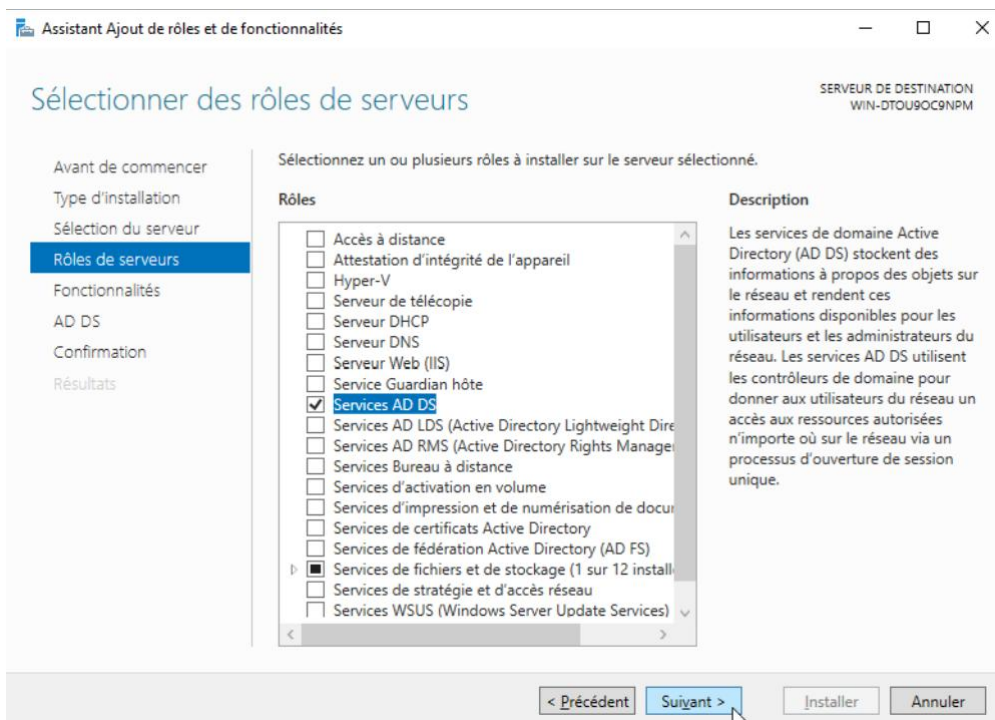 Assistant Ajout de rôles et de fonctionnalités
Sélectionner des rôles de serveurs
SERVEUR DE DESTINATION
WIN-DTOU9OC9NPM
Avant de commencer
Type d'installation
Sélection du serveur
Rôles de serveurs
Fonctionnalités
AD DS
Confirmation
Résultats
Sélectionnez un ou plusieurs rôles à installer sur le serveur sélectionné.
Rôles
Accès à distance
Attestation d'intégrité de l'appareil
Hyper-V
Serveur de télécopie
Serveur DHCP
Serveur DNS
Serveur Web (IIS)
Service Guardian hôte
Services AD DS
Services AD LDS (Active Directory Lightweight Dire
Services AD RMS (Active Directory Rights Manage
Services Bureau à distance
Services d'activation en volume
Services d'impression et de numérisation de docu
Services de certificats Active Directory
Services de fédération Active Directory (AD FS)
Services de fichiers et de stockage (1 sur 12 install
Services de stratégie et d'accès réseau
Services WSUS (Windows Server Update Services)
Description
Les services de domaine Active
Directory (AD DS) stockent des
informations à propos des objets sur
le réseau et rendent ces
informations disponibles pour les
utilisateurs et les administrateurs du
réseau. Les services AD DS utilisent
les contrôleurs de domaine pour
donner aux utilisateurs du réseau un
accès aux ressources autorisées
n'importe où sur le réseau via un
processus d'ouverture de session
unique.
< Précédent
Suivant >
Installer
Annuler